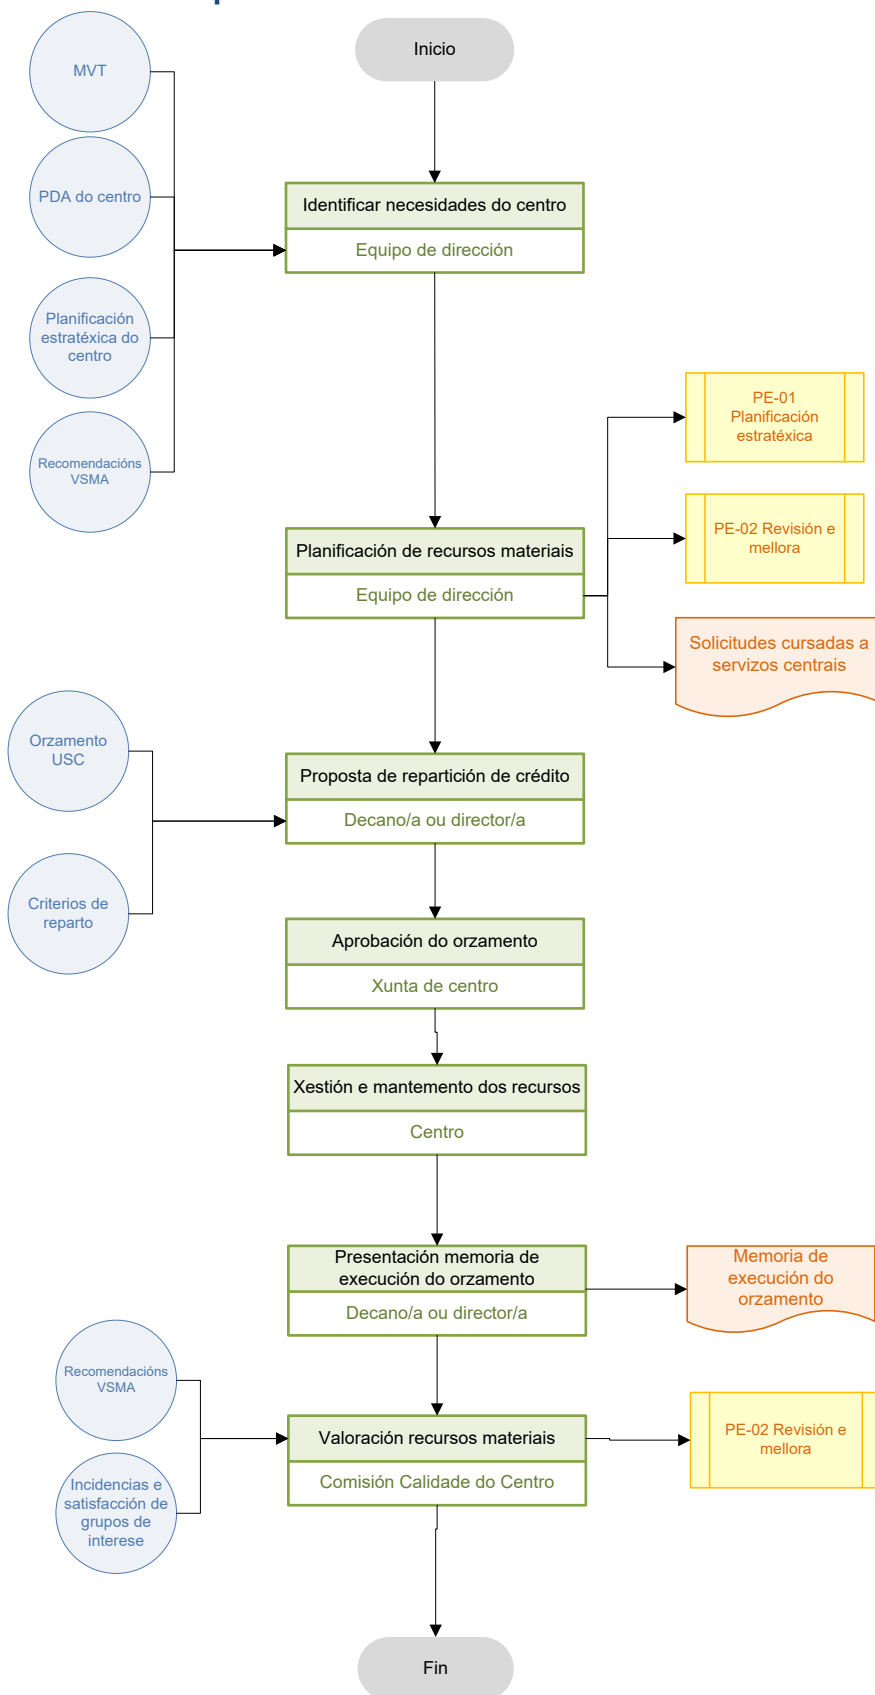 Inicio
MVT
PDA do centro
Planificación
estratéxica do
centro
Recomendacións
VSMA
Identificar necesidades do centro
Equipo de dirección
PE-01
Planificación
estratéxica
PE-02 Revisión e
mellora
Planificación de recursos materiais
Equipo de dirección
Solicitudes cursadas a
servizos centrais
Orzamento
USC
Criterios de
reparto
Proposta de repartición de crédito
Decano/a ou director/a
Aprobación do orzamento
Xunta de centro
Xestión e mantemento dos recursos
Centro
Presentación memoria de
execución do orzamento
Decano/a ou director/a
Memoria de
execución do
orzamento
Recomendacións
VSMA
Incidencias e
satisfacción de
grupos de
interese
Valoración recursos materiais
Comisión Calidade do Centro
PE-02 Revisión e
mellora
Fin